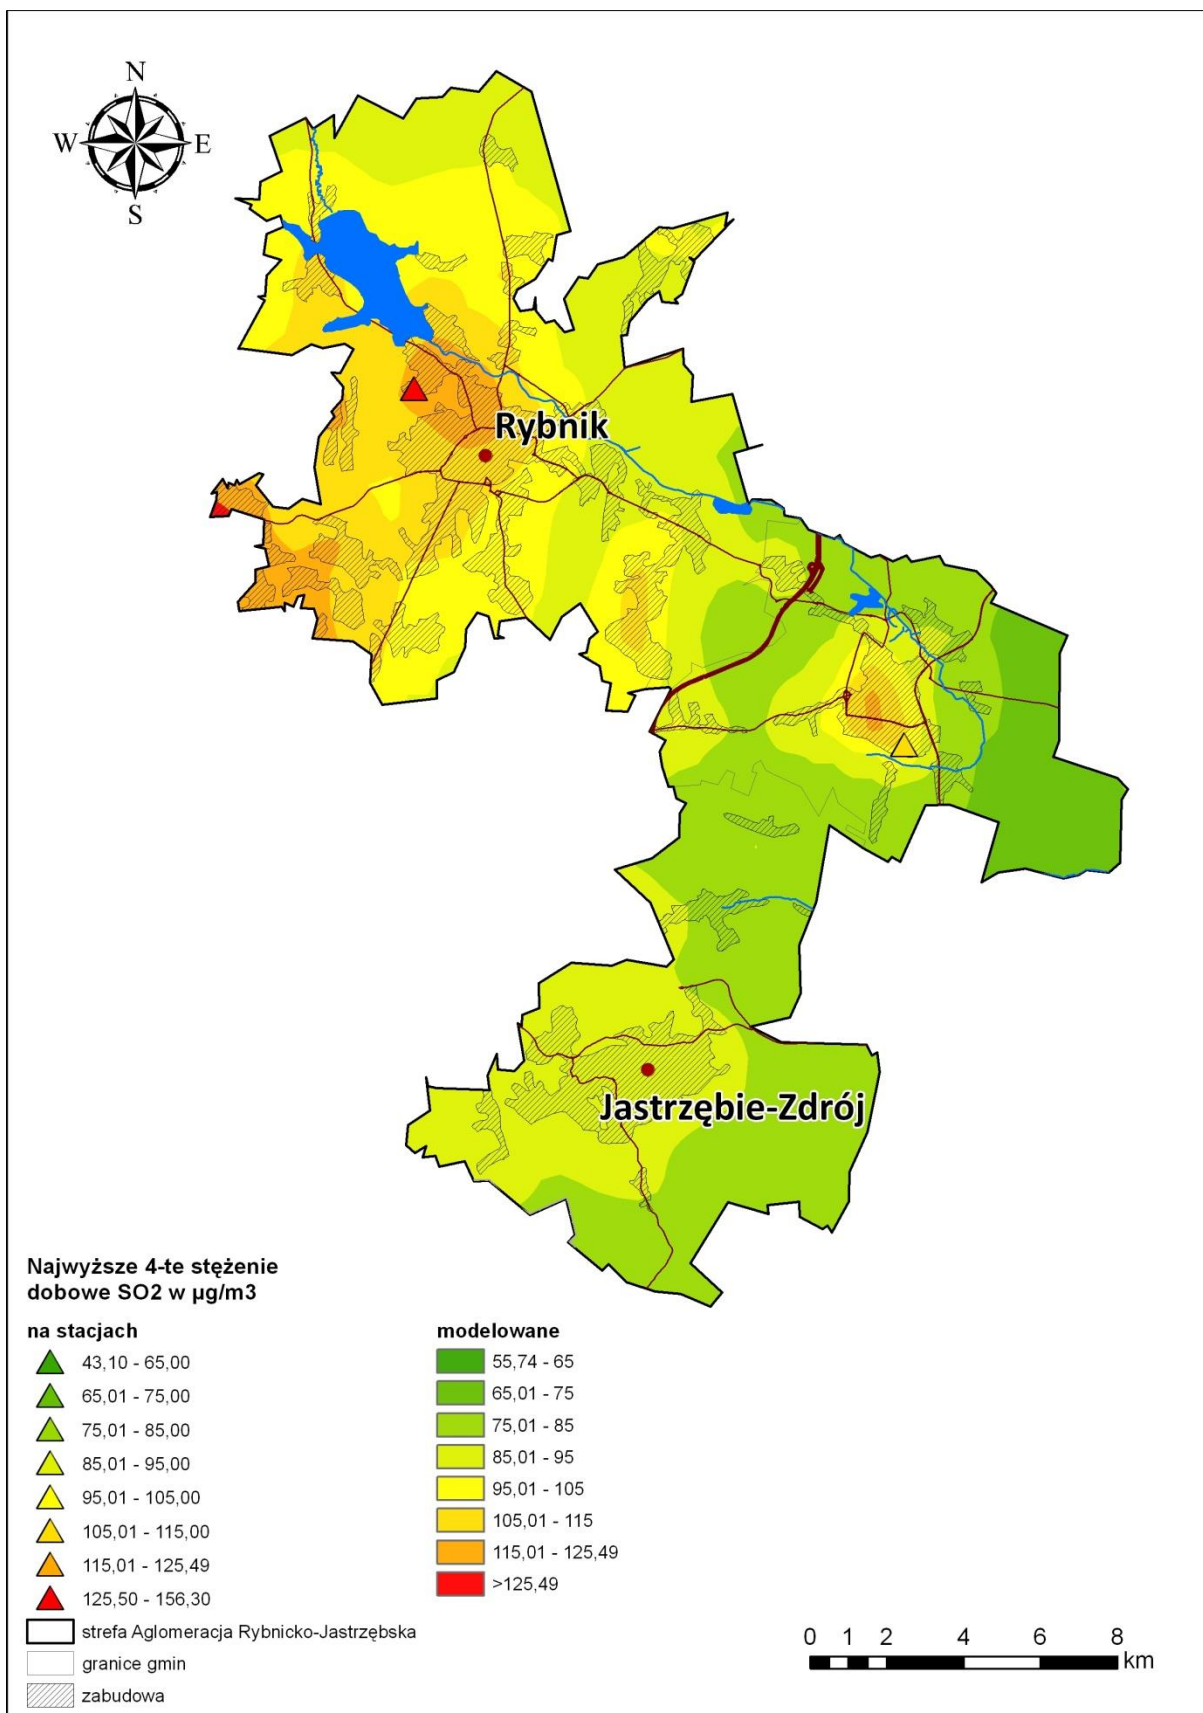 N
W E
S
Rybnik
Jastrzębie-Zdrój
Najwyższe 4-te stężenie
dobowe SO2 w µg/m3
na stacjach
43,10 - 65,00
65,01 - 75,00
75,01 - 85,00
85,01 - 95,00
95,01 - 105,00
105,01 - 115,00
115,01 - 125,49
125,50 - 156,30
strefa Aglomeracja Rybnicko-Jastrzębska
granice gmin
zabudowa
modelowane
55,74 - 65
65,01 - 75
75,01 - 85
85,01 - 95
95,01 - 105
105,01 - 115
115,01 - 125,49
>125,49
0 1 2 4 6 8
km